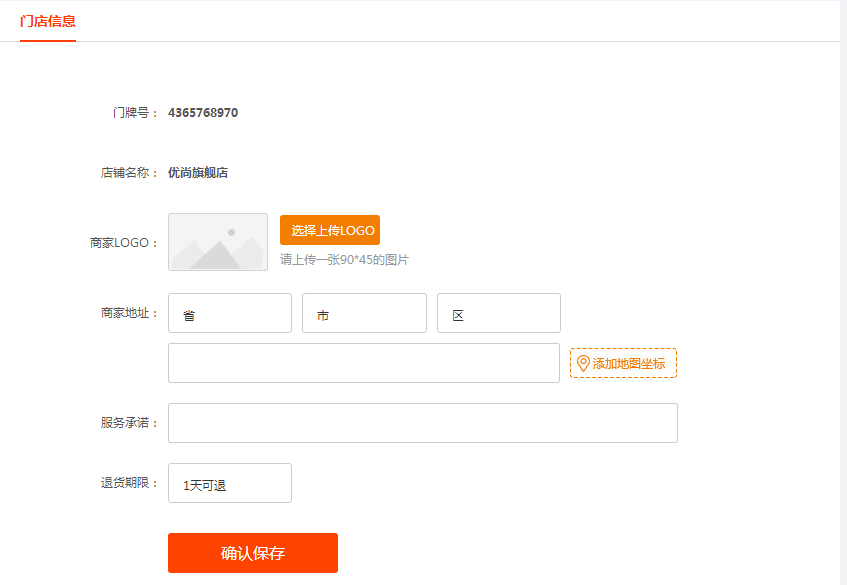 门店信息
门牌号： 4365768970
店铺名称： 优尚旗舰店
商家LOGO： 选择上传LOGO
请上传一张90*45的图片
商家地址： 省 市 区
添加地图坐标
服务承诺：
退货期限： 1天可退
确认保存